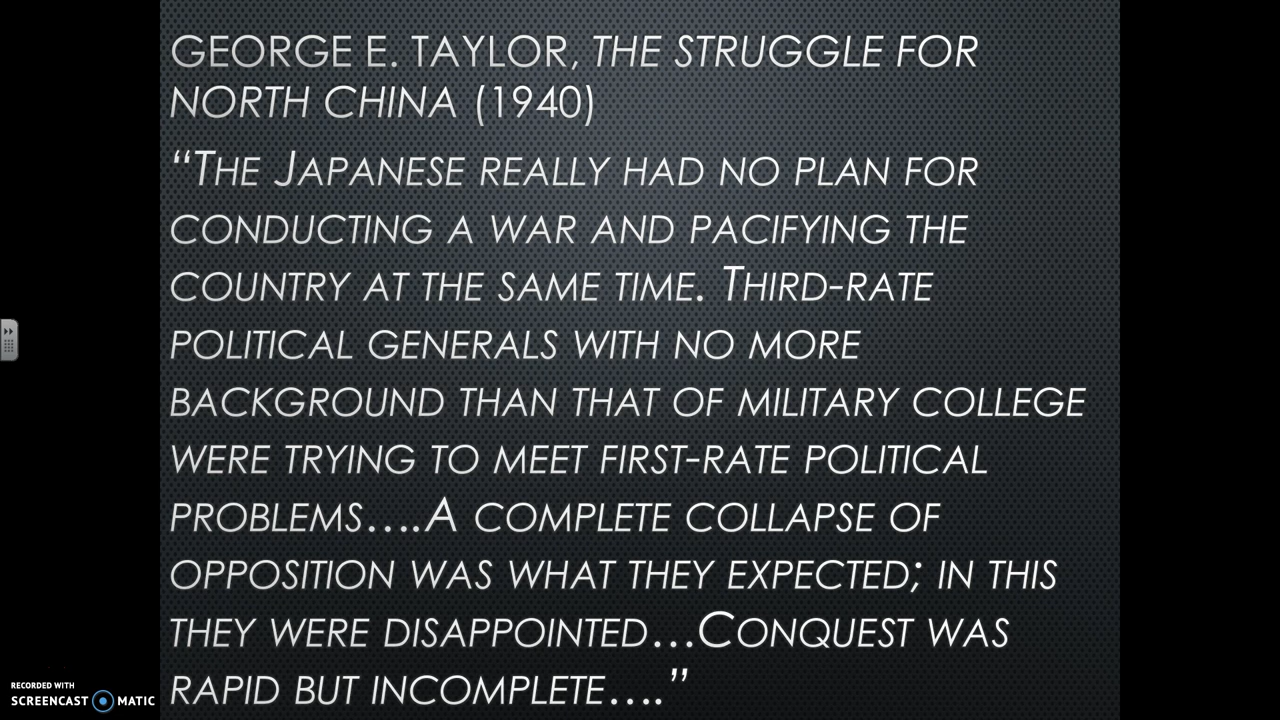 GEORGE E. TAYLOR, THE STRUGGLE FOR
NORTH CHINA (1940)
“THE JAPANESE REALLY HAD NO PLAN FOR
CONDUCTING A WAR AND PACIFYING THE
COUNTRY AT THE SAME TIME. THIRD-RATE
POLITICAL GENERALS WITH NO MORE
BACKGROUND THAN THAT OF MILITARY COLLEGE
WERE TRYING TO MEET FIRST-RATE POLITICAL
PROBLEMS….A COMPLETE COLLAPSE OF
OPPOSITION WAS WHAT THEY EXPECTED; IN THIS
THEY WERE DISAPPOINTED…CONQUEST WAS
RAPID BUT INCOMPLETE….”
RECORDED WITH
SCREENCAST MATIC